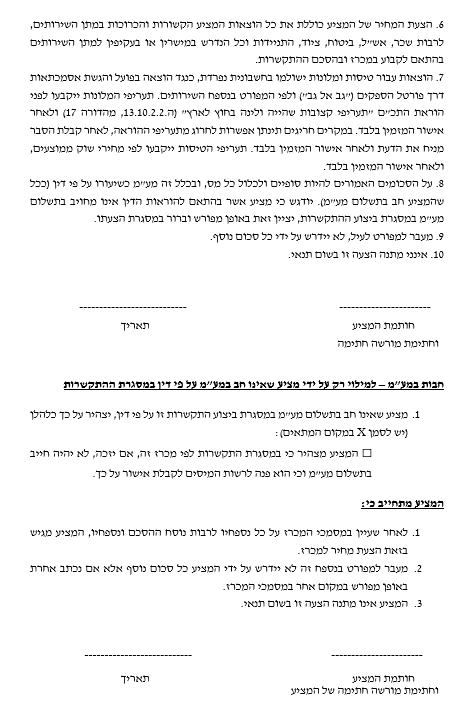 6. הצעת המחיר של המציע כוללת את כל הוצאות המציע הקשורות והכרוכות במתן השירותים,
לרבות שכר, אש״ל, ביטוח, ציוד, התניידות וכל הנדרש במישרין או בעקיפין למתן השירותים
בהתאם לקבוע במכרז ובהסכם ההתקשרות.
7. הוצאות עבור טיסות ומלונות ישולמו בחשבונית נפרדת, כנגד הוצאה בפועל והגשת אסמכתאות
דרך פורטל הספקים (״גב אל גב״) ולפי המפורט בנספח השירותים. תעריפי המלונות ייקבעו לפני
הוראת התכ״ם ״תעריפי קצובות שהייה ולינה בחוץ לארץ״ (ה.13.10.2.2, מהדורה 17) ולאחר
אישור המזמין בלבד. במקרים חריגים תינתן אפשרות לחרוג מתעריפי ההוראה, לאחר קבלת הסבר
מניח את הדעת ולאחר אישור המזמין בלבד. תעריפי הטיסות ייקבעו לפי מחירי שוק ממוצעים,
ולאחר אישור המזמין בלבד.
8. על הסכומים האמורים להיות סופיים ולכלול כל מס, ובכלל זה מע״מ כשיעורו על פי דין (ככל
שהמציע חב בתשלום מע״מ). יודגש כי מציע אשר בהתאם להוראות הדין אינו מחויב בתשלום
מע״מ במסגרת ביצוע ההתקשרות, יציין זאת באופן מפורש וברור במסגרת הצעתו.
9. מעבר למפורט לעיל, לא יידרש על ידי כל סכום נוסף.
10. אינני מתנה הצעה זו בשום תנאי.
------------------------- --------------------------
חותמת המציע תאריך
וחתימת מורשה חתימה
חבות במע״מ – למילוי רק על ידי מציע שאינו חב במע״מ על פי דין במסגרת ההתקשרות
1. מציע שאינו חב בתשלום מע״מ במסגרת ביצוע התקשרות זו על פי דין, יצהיר על כך כלהלן
(יש לסמן X במקום המתאים):
☐ המציע מצהיר כי במסגרת התקשרות לפי מכרז זה, אם יזכה, לא יהיה חייב
בתשלום מע״מ וכי הוא פנה לרשות המיסים לקבלת אישור על כך.
המציע מתחייב כי:
1. לאחר שעיין במסמכי המכרז על כל נספחיו לרבות נוסח ההסכם ונספחיו, המציע מגיש
בזאת הצעת מחיר למכרז.
2. מעבר למפורט בנספח זה לא יידרש על ידי המציע כל סכום נוסף אלא אם נכתב אחרת
באופן מפורש במקום אחר במסמכי המכרז.
3. המציע אינו מתנה הצעה זו בשום תנאי.
------------------------- --------------------------
חותמת המציע תאריך
וחתימת מורשה חתימה של המציע